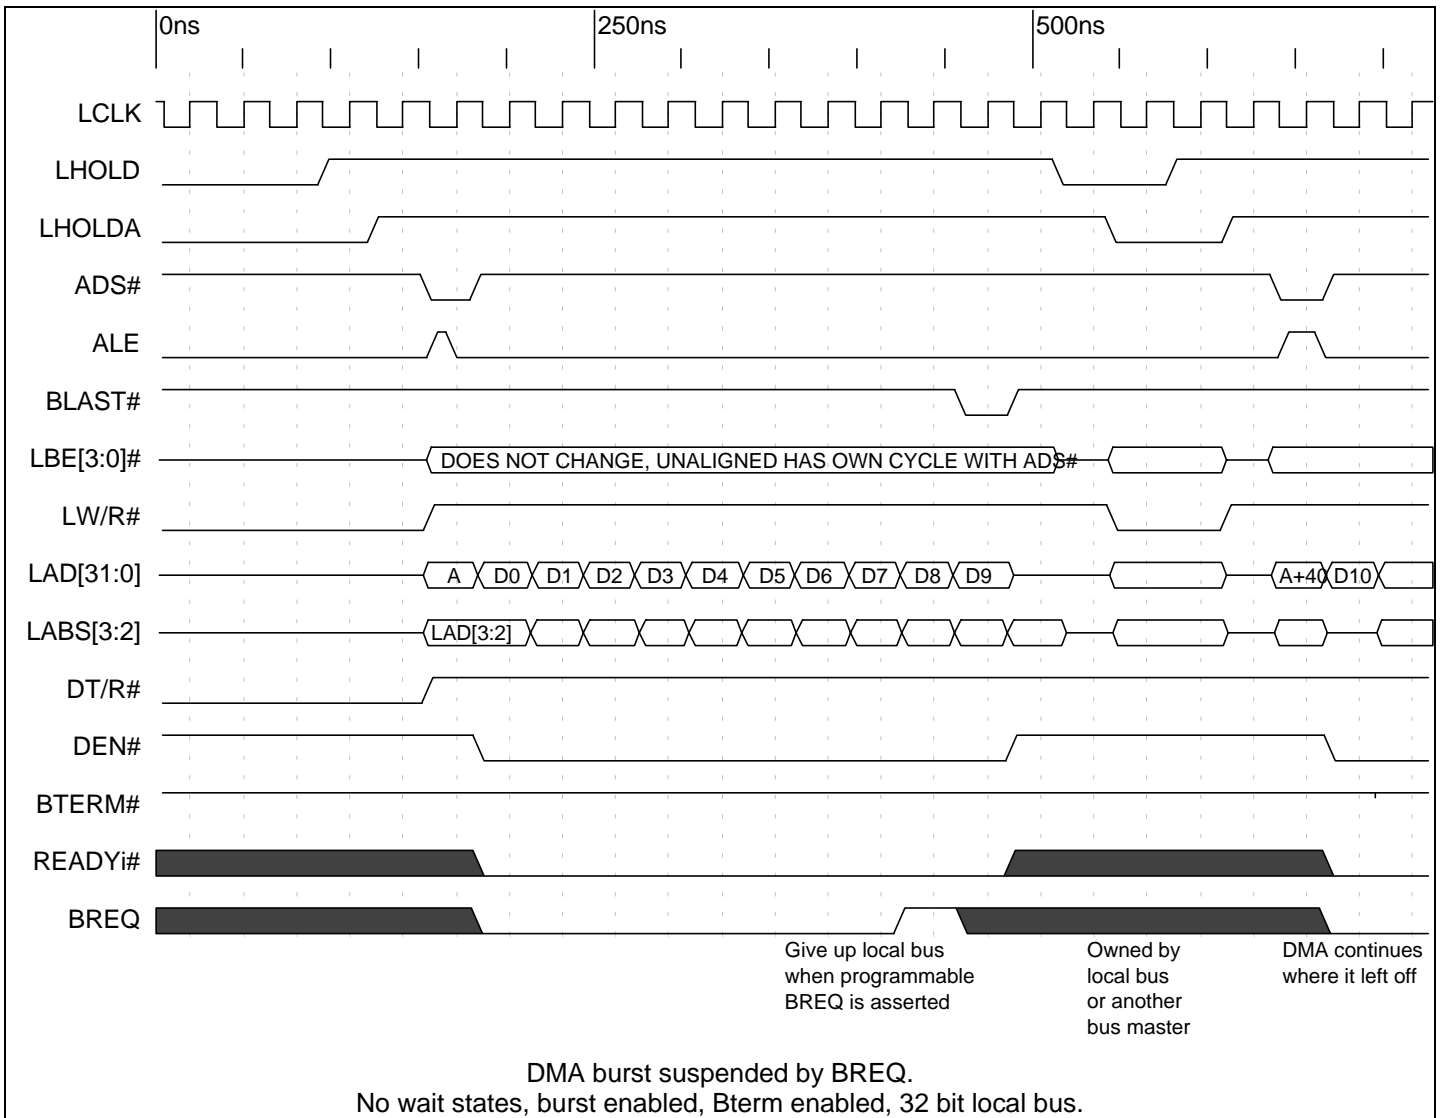 0ns 250ns 500ns
LCLK
LHOLD
LHOLDA
ADS#
ALE
BLAST#
LBE[3:0]# DOES NOT CHANGE, UNALIGNED HAS OWN CYCLE WITH ADS#
LW/R#
LAD[31:0] A D0 D1 D2 D3 D4 D5 D6 D7 D8 D9 A+40 D10
LABS[3:2] LAD[3:2]
DT/R#
DEN#
BTERM#
READYi#
BREQ
Give up local bus
when programmable
BREQ is asserted
Owned by
local bus
or another
bus master
DMA continues
where it left off
DMA burst suspended by BREQ.
No wait states, burst enabled, Bterm enabled, 32 bit local bus.